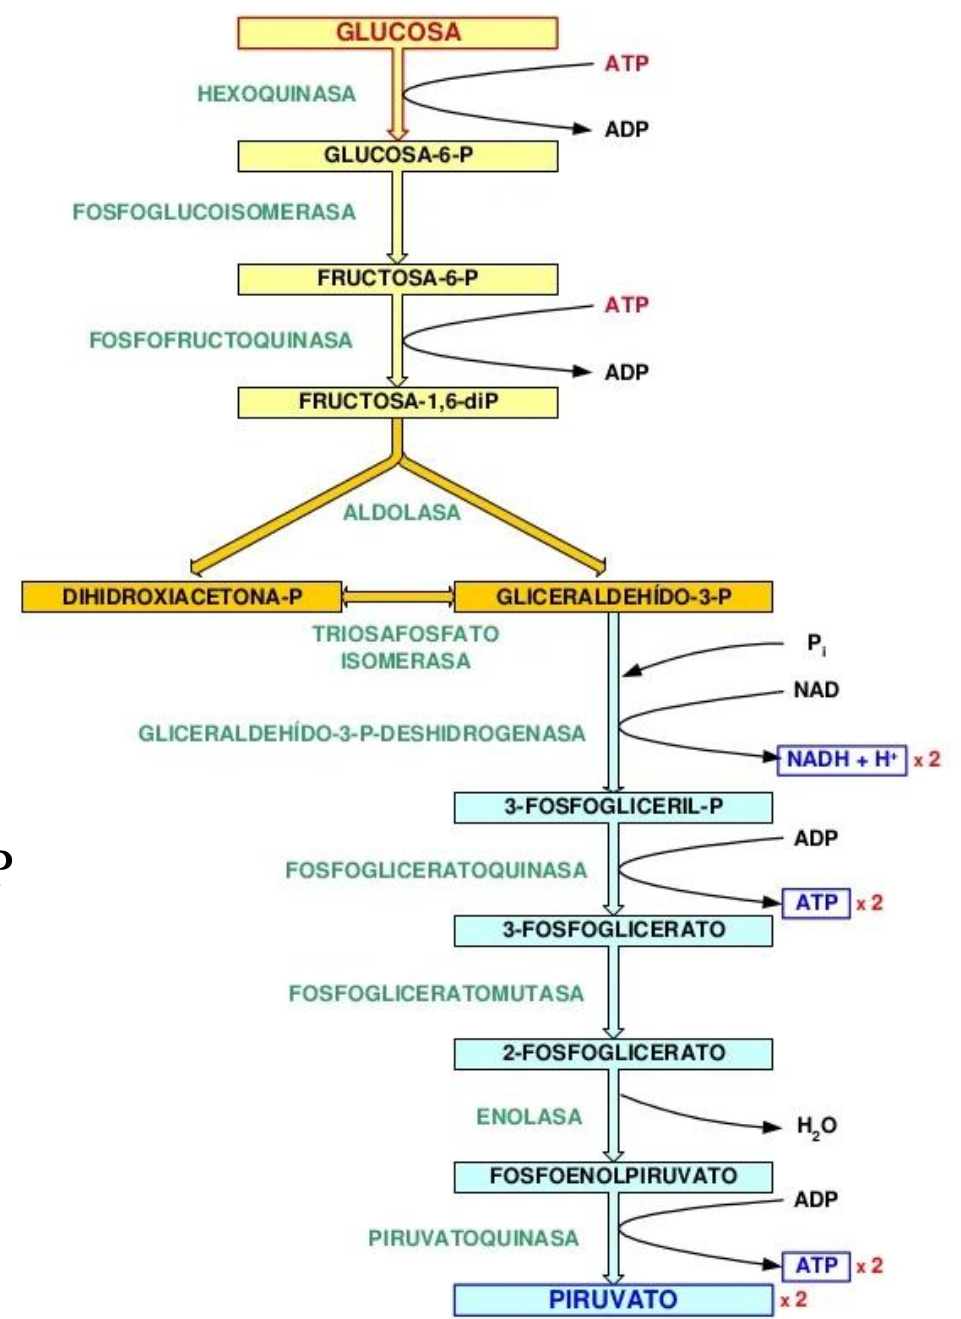 GLUCOSA
ATP
HEXOQUINASA
ADP
GLUCOSA-6-P
FOSFOGLUCOISOMERASA
FRUCTOSA-6-P
ATP
FOSFOFRUCTOQUINASA
ADP
FRUCTOSA-1,6-diP
ALDOLASA
DIHIDROXIACETONA-P
GLICERALDEHÍDO-3-P
TRIOSAFOSFATO
ISOMERASA
Pi
NAD
GLICERALDEHÍDO-3-P-DESHIDROGENASA
NADH + H+ x 2
3-FOSFOGLICERIL-P
ADP
P
FOSFOGLICERATOQUINASA
ATP x 2
3-FOSFOGLICERATO
FOSFOGLICERATOMUTASA
2-FOSFOGLICERATO
ENOLASA
H2O
FOSFOENOLPIRUVATO
ADP
PIRUVATOQUINASA
ATP x 2
PIRUVATO x 2